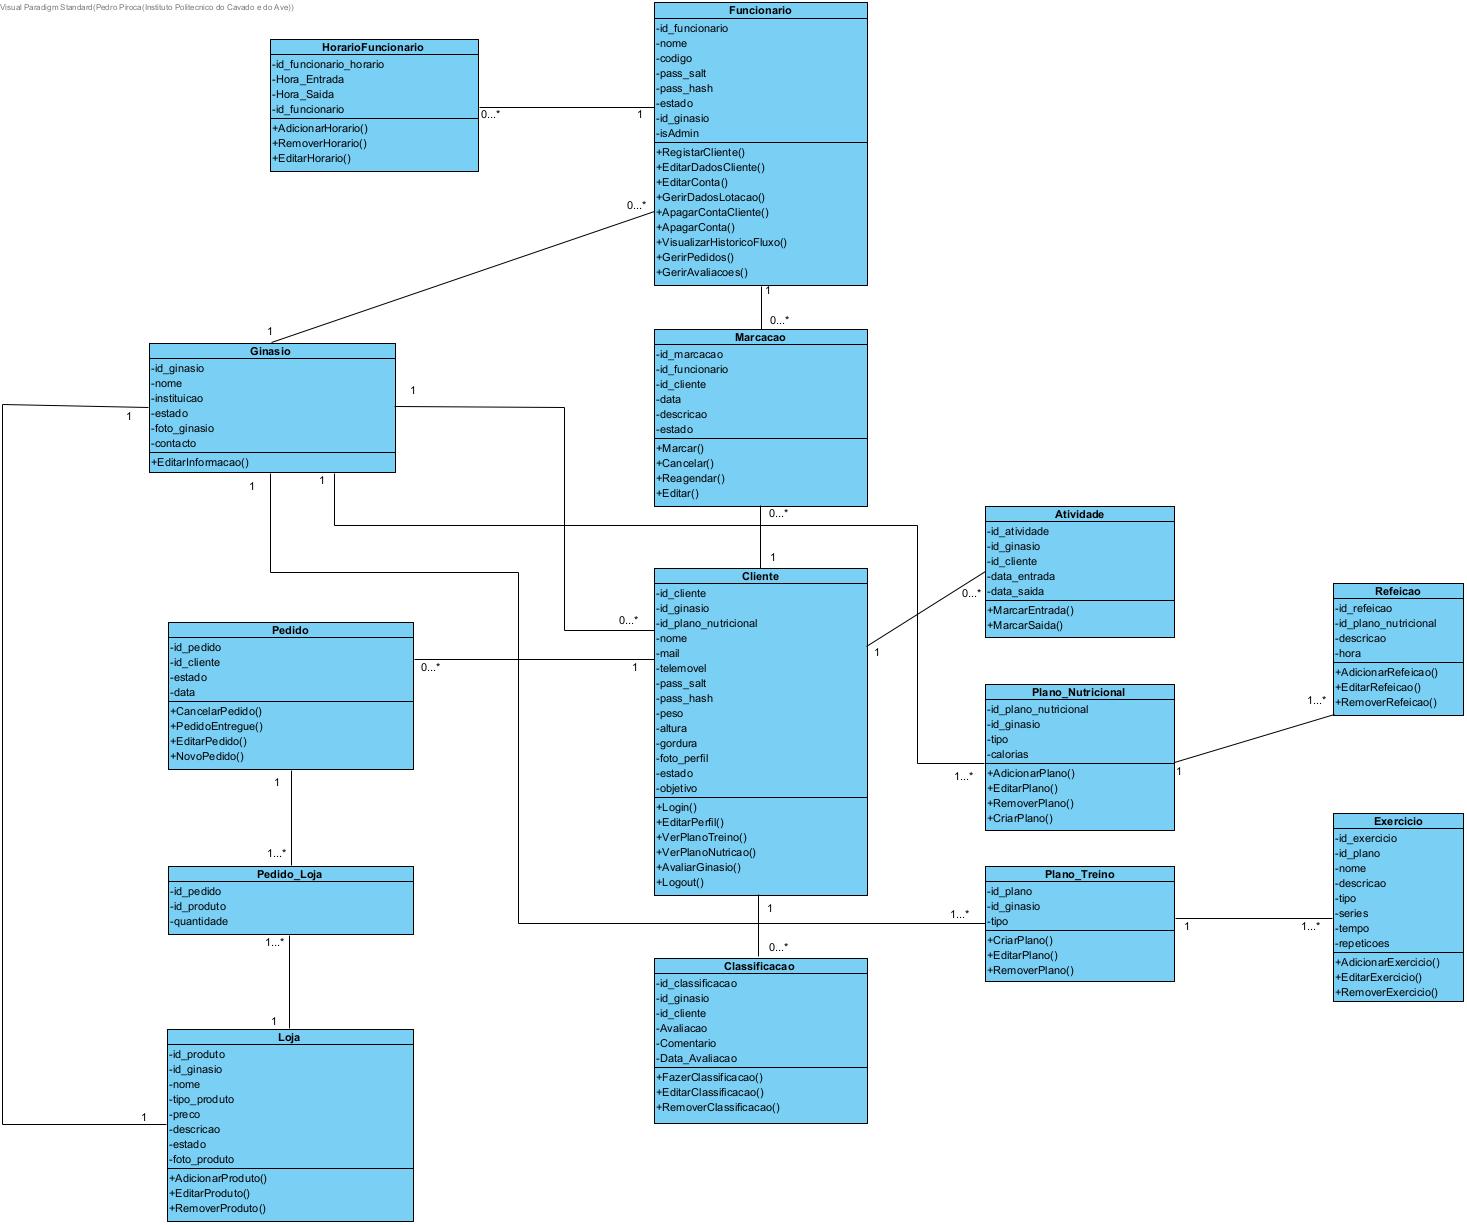 Visual Paradigm Standard(Pedro Piroca(Instituto Politecnico do Cavado e do Ave))
Funcionario
-id_funcionario
-nome
-codigo
-pass_salt
-pass_hash
-estado
-id_ginasio
-isAdmin
+RegistarCliente()
+EditarDadosCliente()
+EditarConta()
+GerirDadosLotacao()
+ApagarContaCliente()
+ApagarConta()
+VisualizarHistoricoFluxo()
+GerirPedidos()
+GerirAvaliacoes()
HorarioFuncionario
-id_funcionario_horario
-Hora_Entrada
-Hora_Saida
-id_funcionario
+AdicionarHorario()
+RemoverHorario()
+EditarHorario()
0...*
1
0...*
1
1
0...*
Ginasio
-id_ginasio
-nome
-instituicao
-estado
-foto_ginasio
-contacto
+EditarInformacao()
1
1
1
1
Marcacao
-id_marcacao
-id_funcionario
-id_cliente
-data
-descricao
-estado
+Marcar()
+Cancelar()
+Reagendar()
+Editar()
0...*
1
Cliente
-id_cliente
-id_ginasio
-id_plano_nutricional
-nome
-mail
-telemovel
-pass_salt
-pass_hash
-peso
-altura
-gordura
-foto_perfil
-estado
-objetivo
+Login()
+EditarPerfil()
+VerPlanoTreino()
+VerPlanoNutricao()
+AvaliarGinasio()
+Logout()
0...*
1
0...*
1
0...*
Atividade
-id_atividade
-id_ginasio
-id_cliente
-data_entrada
-data_saida
+MarcarEntrada()
+MarcarSaida()
Refeicao
-id_refeicao
-id_plano_nutricional
-descricao
-hora
+AdicionarRefeicao()
+EditarRefeicao()
+RemoverRefeicao()
1...*
1
Plano_Nutricional
-id_plano_nutricional
-id_ginasio
-tipo
-calorias
+AdicionarPlano()
+EditarPlano()
+RemoverPlano()
+CriarPlano()
1...*
Pedido
-id_pedido
-id_cliente
-estado
-data
+CancelarPedido()
+PedidoEntregue()
+EditarPedido()
+NovoPedido()
1
1...*
Pedido_Loja
-id_pedido
-id_produto
-quantidade
1...*
1
Plano_Treino
-id_plano
-id_ginasio
-tipo
+CriarPlano()
+EditarPlano()
+RemoverPlano()
1...*
1
1...*
Exercicio
-id_exercicio
-id_plano
-nome
-descricao
-tipo
-series
-tempo
-repeticoes
+AdicionarExercicio()
+EditarExercicio()
+RemoverExercicio()
1
0...*
Classificacao
-id_classificacao
-id_ginasio
-id_cliente
-Avaliacao
-Comentario
-Data_Avaliacao
+FazerClassificacao()
+EditarClassificacao()
+RemoverClassificacao()
Loja
-id_produto
-id_ginasio
-nome
-tipo_produto
-preco
-descricao
-estado
-foto_produto
+AdicionarProduto()
+EditarProduto()
+RemoverProduto()
1